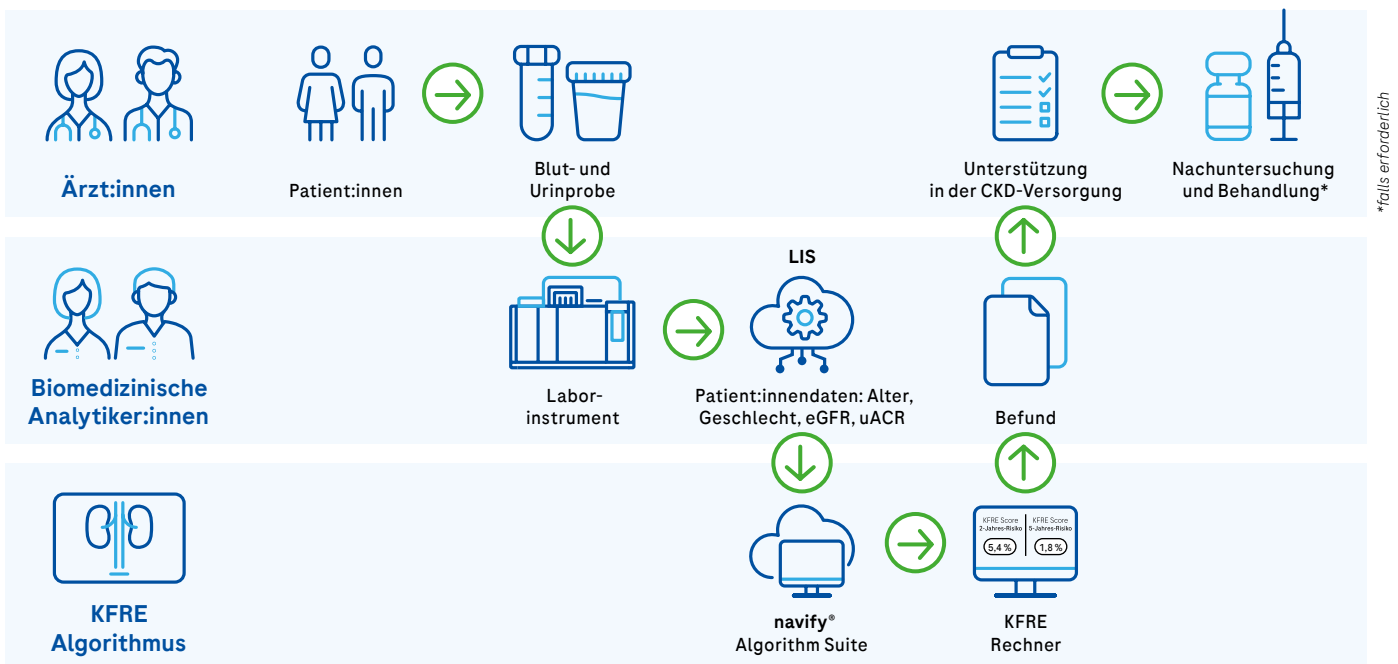 Ärzt:innen
Patient:innen
Blut- und
Urinprobe
Unterstützung
in der CKD-Versorgung
Nachuntersuchung
und Behandlung*
*falls erforderlich
Biomedizinische
Analytiker:innen
Labor-
instrument
LIS
Patient:innendaten: Alter,
Geschlecht, eGFR, uACR
Befund
KFRE
Algorithmus
navify®
Algorithm Suite
KFRE Score
2-Jahres-Risiko
5,4 %
KFRE Score
5-Jahres-Risiko
1,8 %
KFRE
Rechner